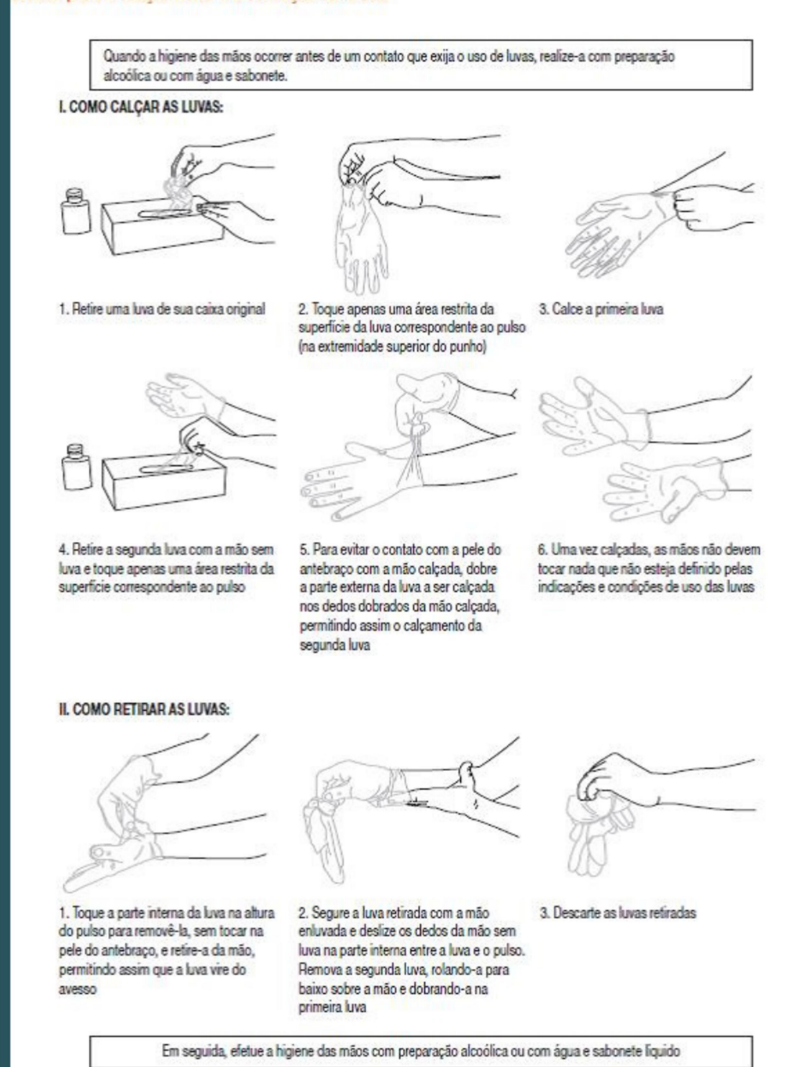 Quando a higiene das mãos ocorrer antes de um contato que exija o uso de luvas, realize-a com preparação
alcoólica ou com água e sabonete.
I. COMO CALÇAR AS LUVAS:
1. Retire uma luva de sua caixa original
2. Toque apenas uma área restrita da
superfície da luva correspondente ao pulso
(na extremidade superior do punho)
3. Calce a primeira luva
4. Retire a segunda luva com a mão sem
luva e toque apenas uma área restrita da
superfície correspondente ao pulso
5. Para evitar o contato com a pele do
antebraço com a mão calçada, dobre
a parte externa da luva a ser calçada
nos dedos dobrados da mão calçada,
permitindo assim o calçamento da
segunda luva
6. Uma vez calçadas, as mãos não devem
tocar nada que não esteja definido pelas
indicações e condições de uso das luvas
II. COMO RETIRAR AS LUVAS:
1. Toque a parte interna da luva na altura
do pulso para removê-la, sem tocar na
pele do antebraço, e retire-a da mão,
permitindo assim que a luva vire do
avesso
2. Segure a luva retirada com a mão
enluvada e deslize os dedos da mão sem
luva na parte interna entre a luva e o pulso.
Remova a segunda luva, rolando-a para
baixo sobre a mão e dobrando-a na
primeira luva
3. Descarte as luvas retiradas
Em seguida, efetue a higiene das mãos com preparação alcoólica ou com água e sabonete líquido